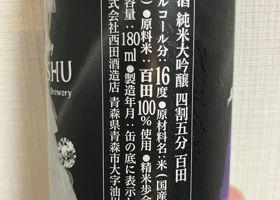 SHU
Brewery
酒 純米大吟醸 四割五分 百田
ルコール分：16度●原材料名：米（国産
）●原料米：百田100％使用●精米歩合
容量：180ml●製造年月：缶の底に表示
式会社西田酒造店 青森県青森市大字油川